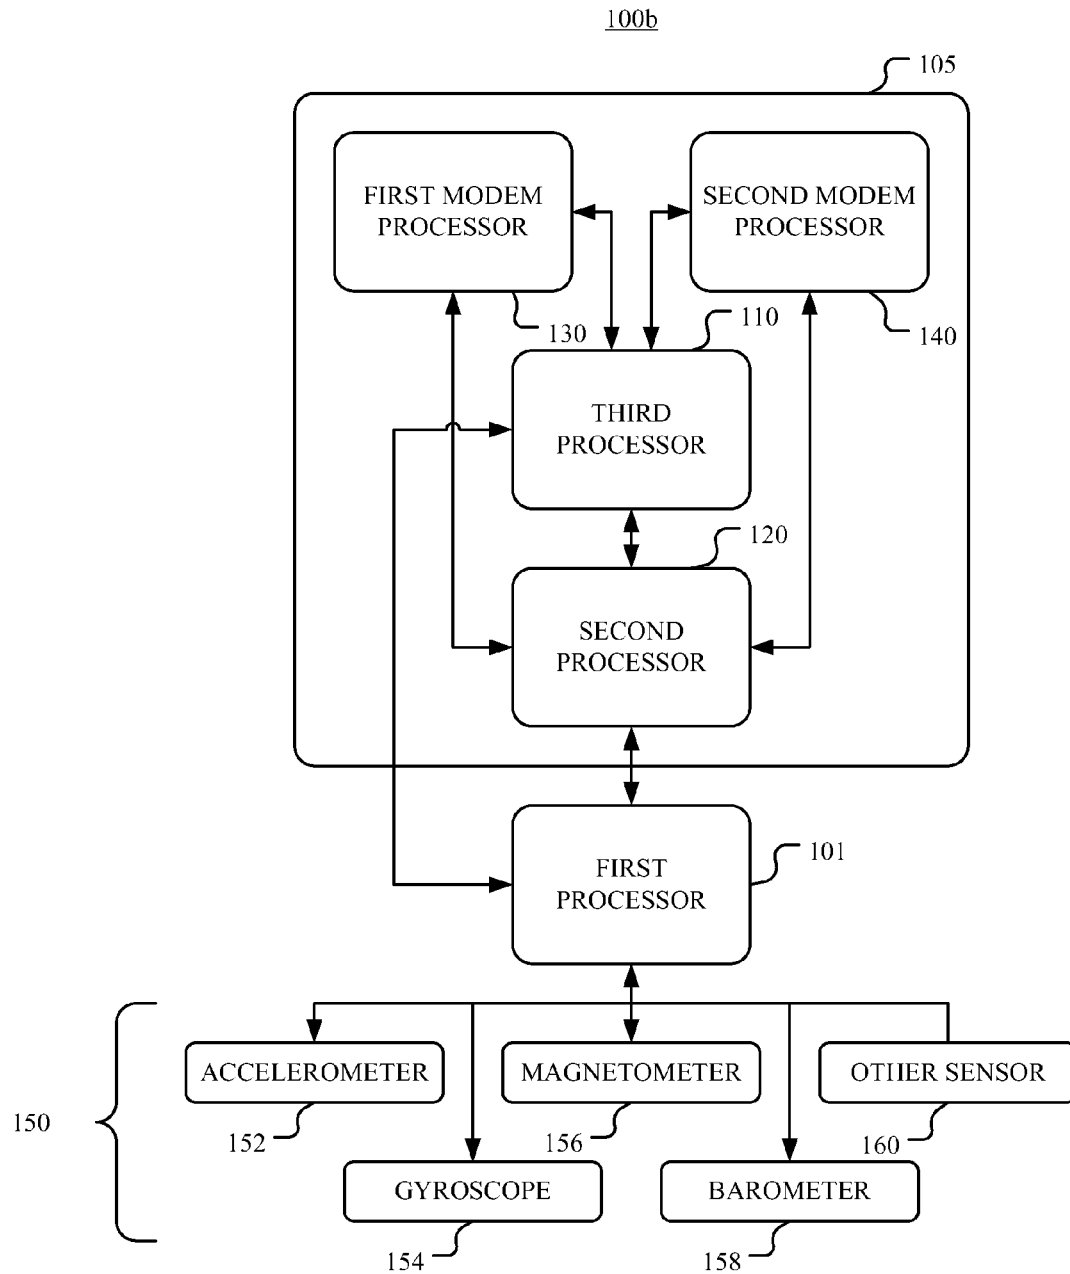 100b
105
FIRST MODEM
PROCESSOR
SECOND MODEM
PROCESSOR
130
110
140
THIRD
PROCESSOR
120
SECOND
PROCESSOR
101
FIRST
PROCESSOR
ACCELEROMETER
MAGNETOMETER
OTHER SENSOR
150
152
156
160
GYROSCOPE
BAROMETER
154
158